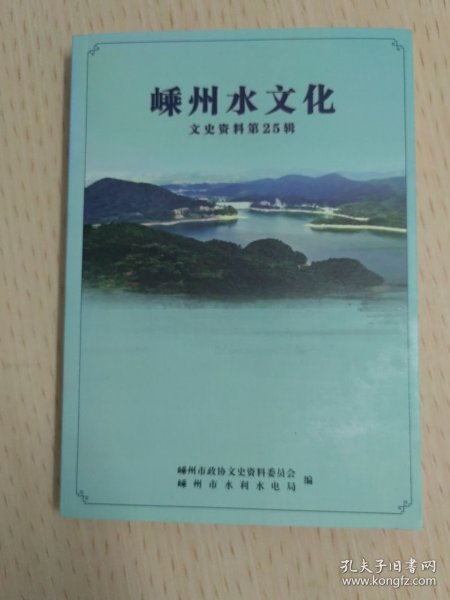 嵊州水文化
文史资料第25辑
嵊州市政协文史资料委员会
嵊州市水利水电局
编
孔夫子旧书网
www.kongfz.com